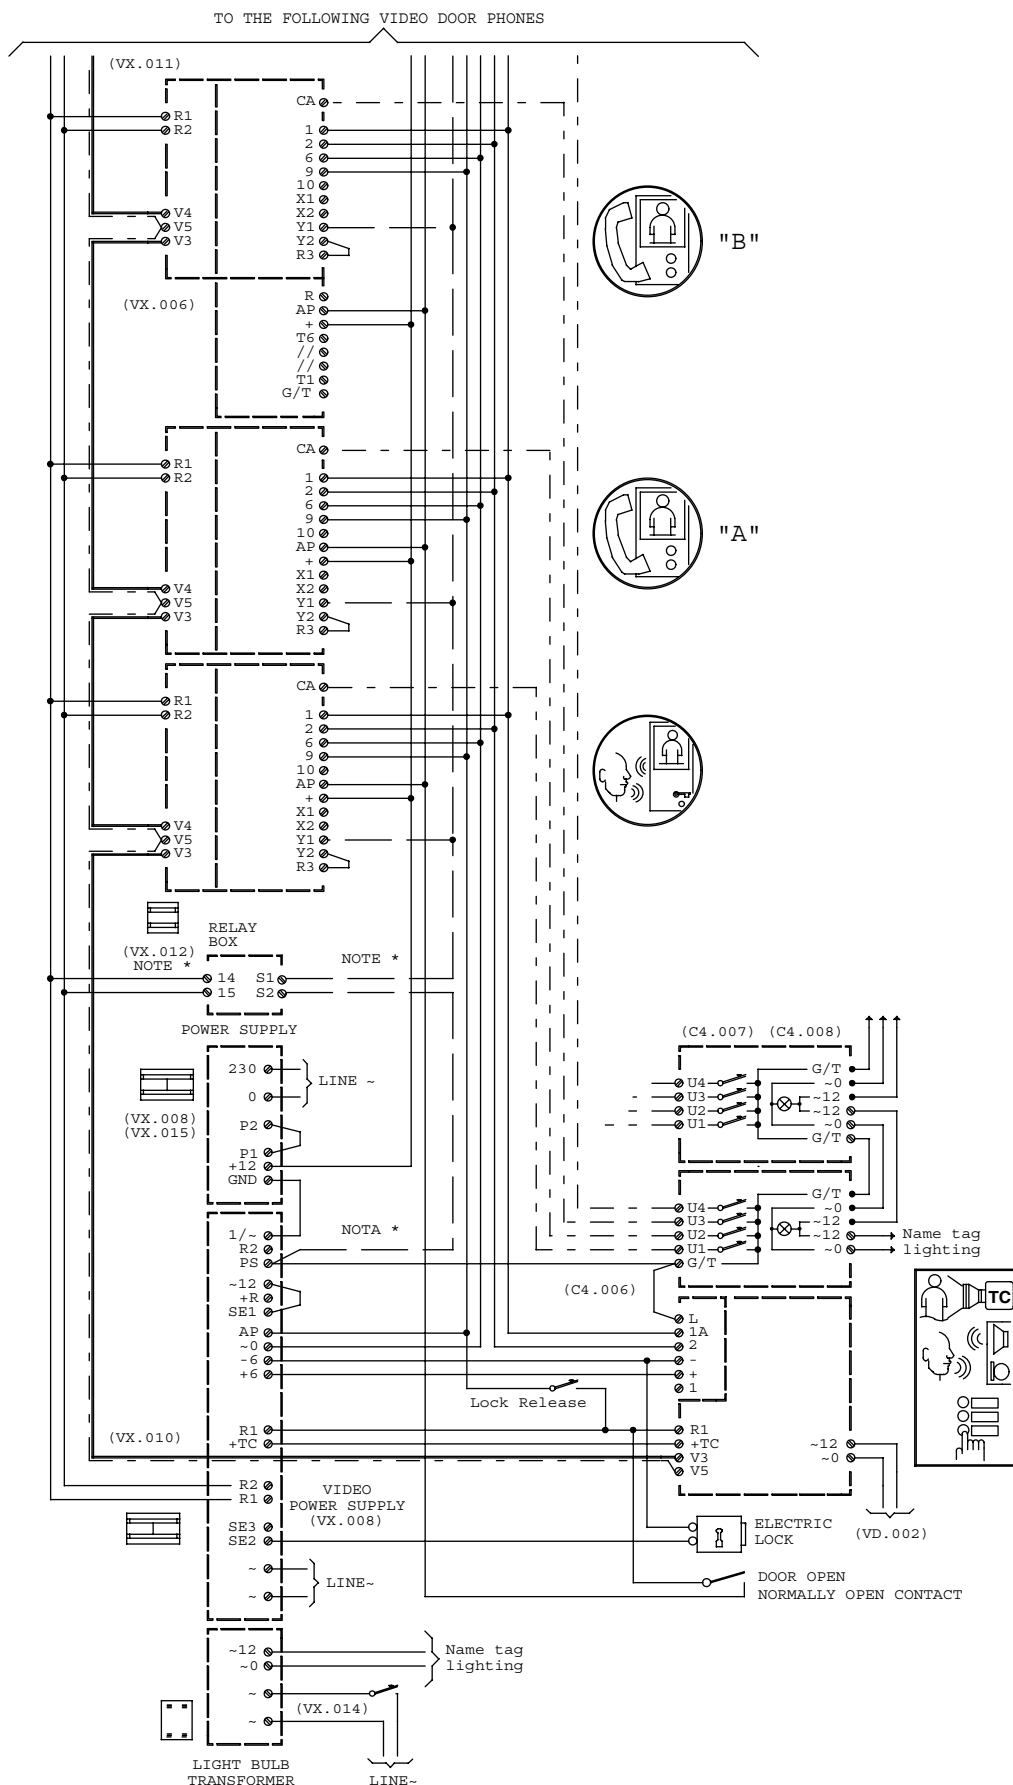 TO THE FOLLOWING VIDEO DOOR PHONES
(VX.011)
CA
R1
R2
1
2
6
9
10
X1
X2
V4
V5
V3
Y1
Y2
R3
"B"
(VX.006)
R
AP
+
T6
//
//
T1
G/T
CA
R1
R2
1
2
6
9
10
AP
+
X1
X2
V4
V5
V3
Y1
Y2
R3
"A"
CA
R1
R2
1
2
6
9
10
AP
+
X1
X2
V4
V5
V3
Y1
Y2
R3
RELAY
BOX
(VX.012)
NOTE *
NOTE *
14 S1
15 S2
POWER SUPPLY
230
0
LINE ~
(VX.008)
(VX.015)
P2
P1
+12
GND
(C4.007) (C4.008)
G/T
U4 ~0
U3 ~12
U2 ~12
U1 ~0
G/T
G/T
U4 ~0
U3 ~12
U2 ~12
U1 ~0
G/T
Name tag
lighting
NOTA *
1/~
R2
PS
~12
+R
SE1
AP
~0
-6
+6
(C4.006)
L
1A
2
-
+
1
TC
Lock Release
(VX.010)
R1
+TC
R1
+TC
V3
V5
~12
~0
R2
R1
VIDEO
POWER SUPPLY
(VX.008)
SE3
SE2
ELECTRIC
LOCK
(VD.002)
~
~
LINE~
DOOR OPEN
NORMALLY OPEN CONTACT
~12
~0
Name tag
lighting
~
~
(VX.014)
LIGHT BULB
TRANSFORMER
LINE~